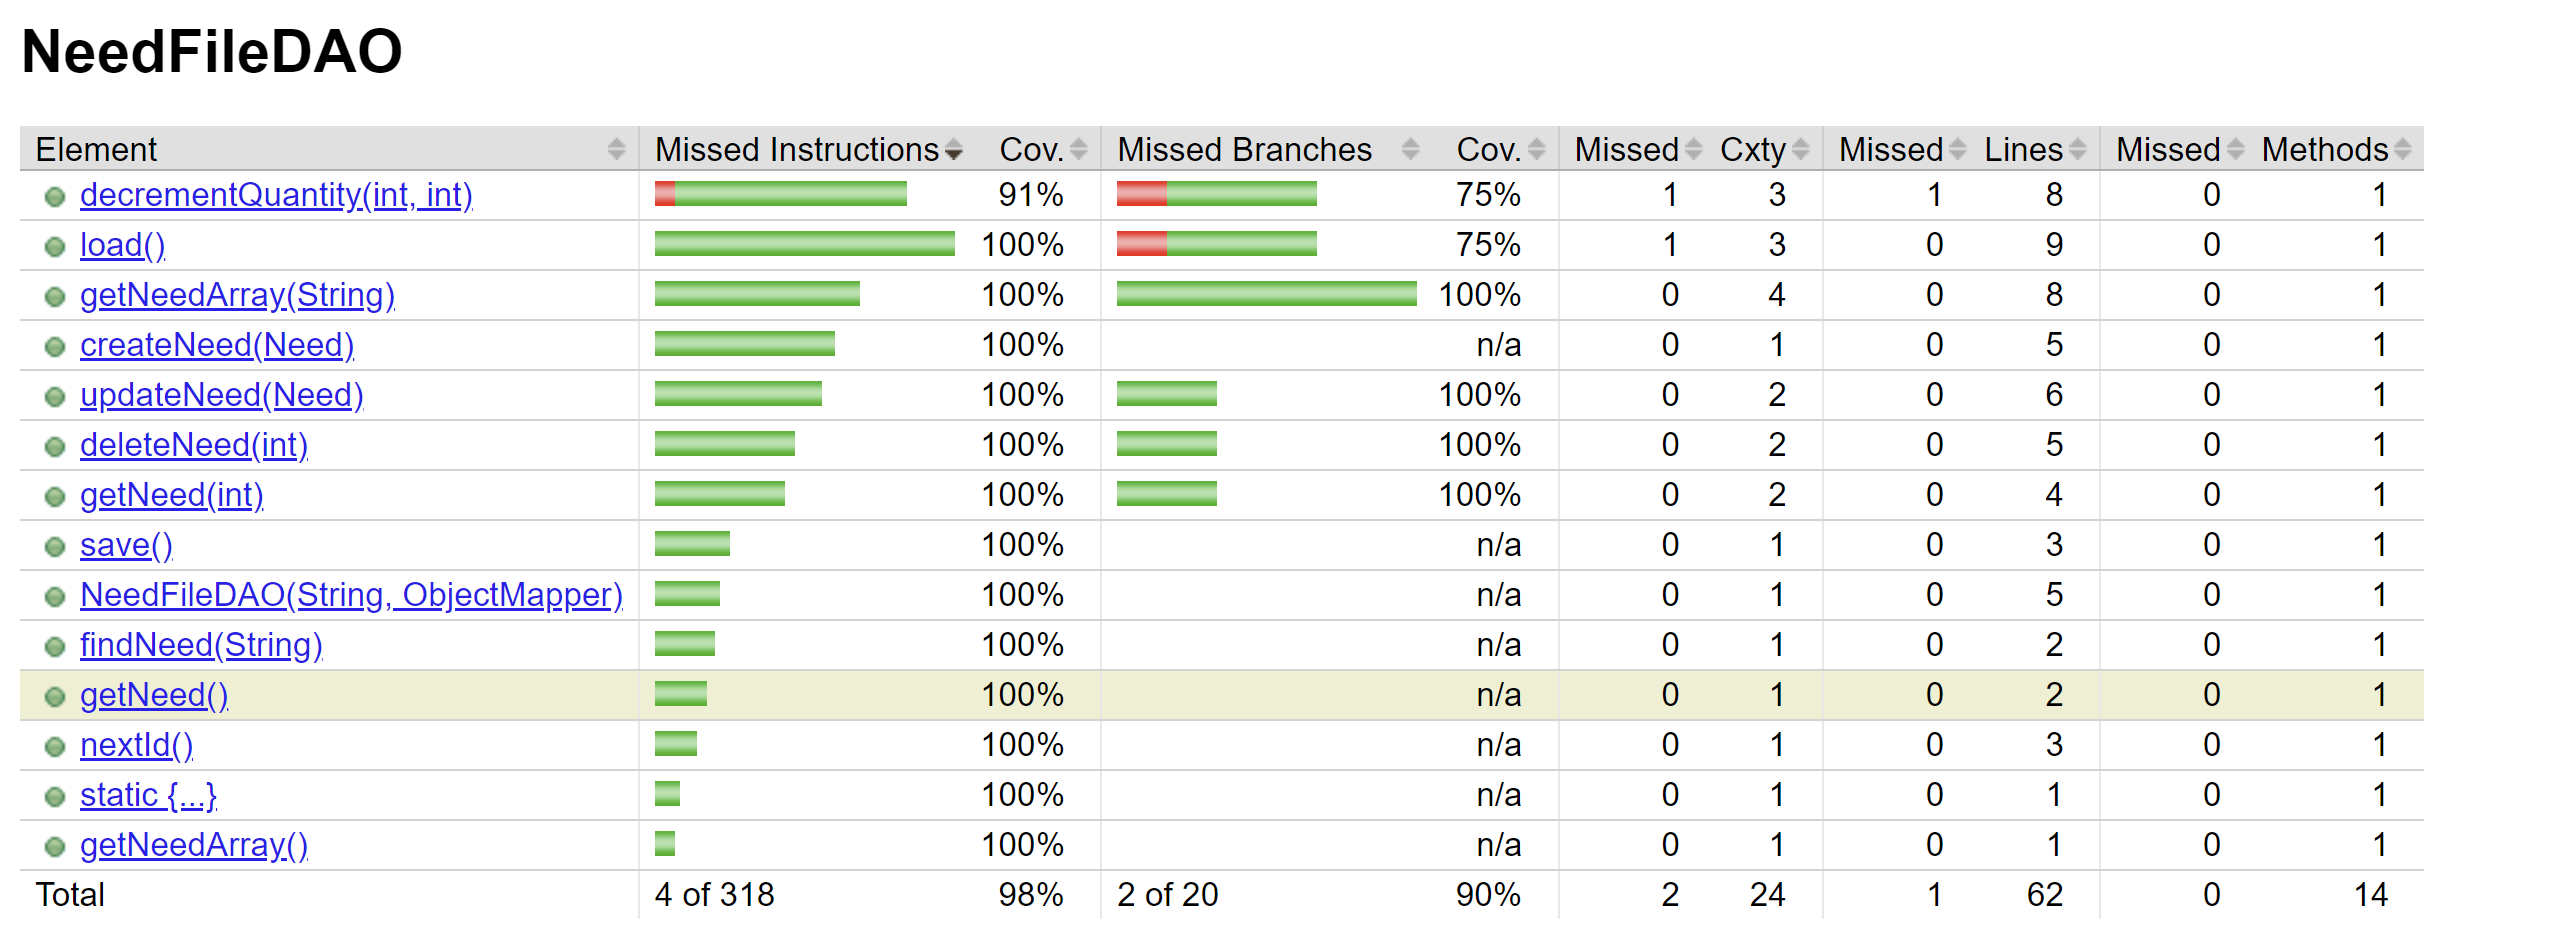 NeedFileDAO
Element Missed Instructions Cov. Missed Branches Cov. Missed Cxty Missed Lines Missed Methods
decrementQuantity(int, int) 91% 75% 1 3 1 8 0 1
load() 100% 75% 1 3 0 9 0 1
getNeedArray(String) 100% 100% 0 4 0 8 0 1
createNeed(Need) 100% n/a 0 1 0 5 0 1
updateNeed(Need) 100% 100% 0 2 0 6 0 1
deleteNeed(int) 100% 100% 0 2 0 5 0 1
getNeed(int) 100% 100% 0 2 0 4 0 1
save() 100% n/a 0 1 0 3 0 1
NeedFileDAO(String, ObjectMapper) 100% n/a 0 1 0 5 0 1
findNeed(String) 100% n/a 0 1 0 2 0 1
getNeed() 100% n/a 0 1 0 2 0 1
nextId() 100% n/a 0 1 0 3 0 1
static {...} 100% n/a 0 1 0 1 0 1
getNeedArray() 100% n/a 0 1 0 1 0 1
Total 4 of 318 98% 2 of 20 90% 2 24 1 62 0 14